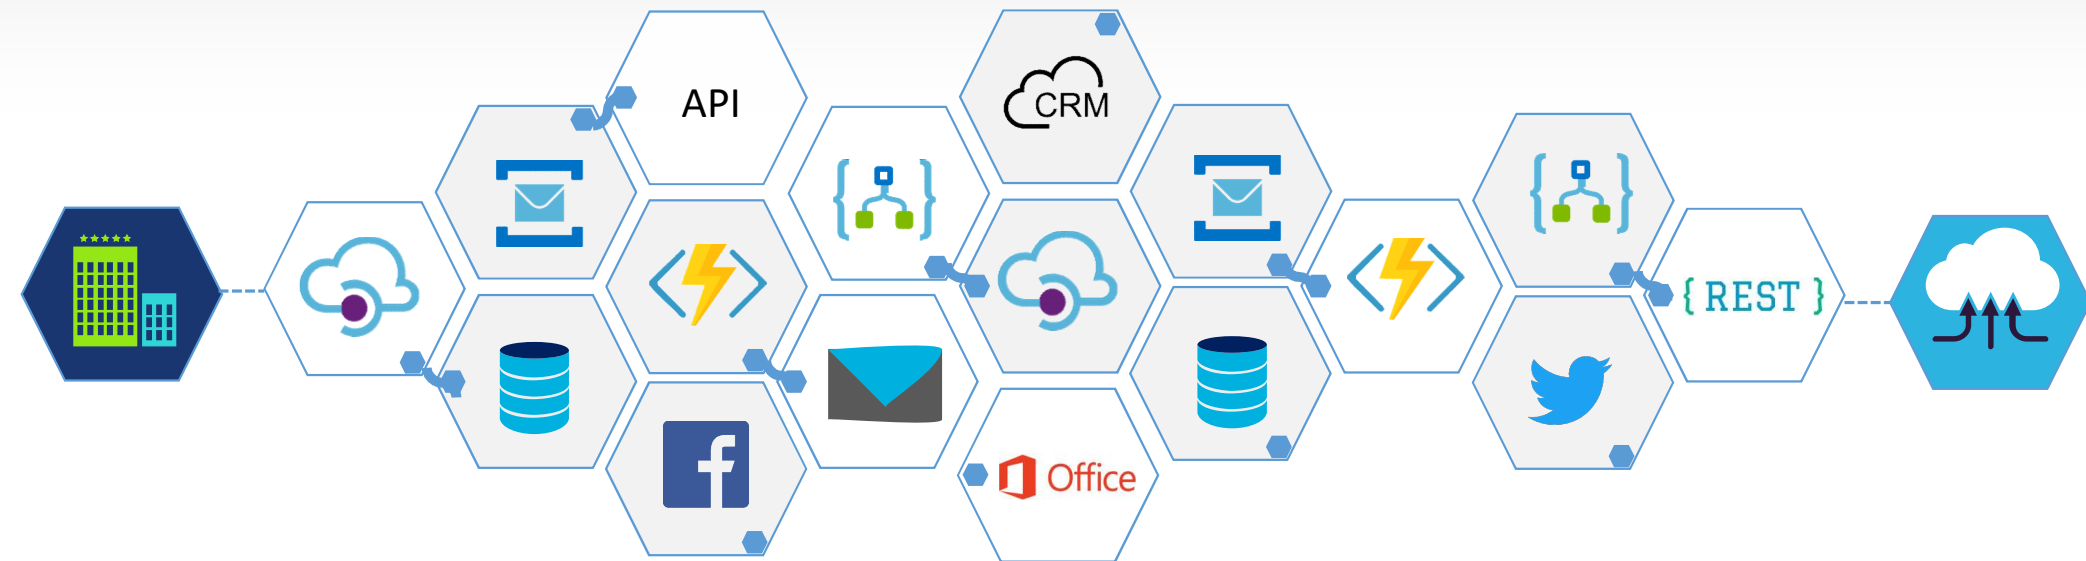 API
CRM
{ REST }
Office